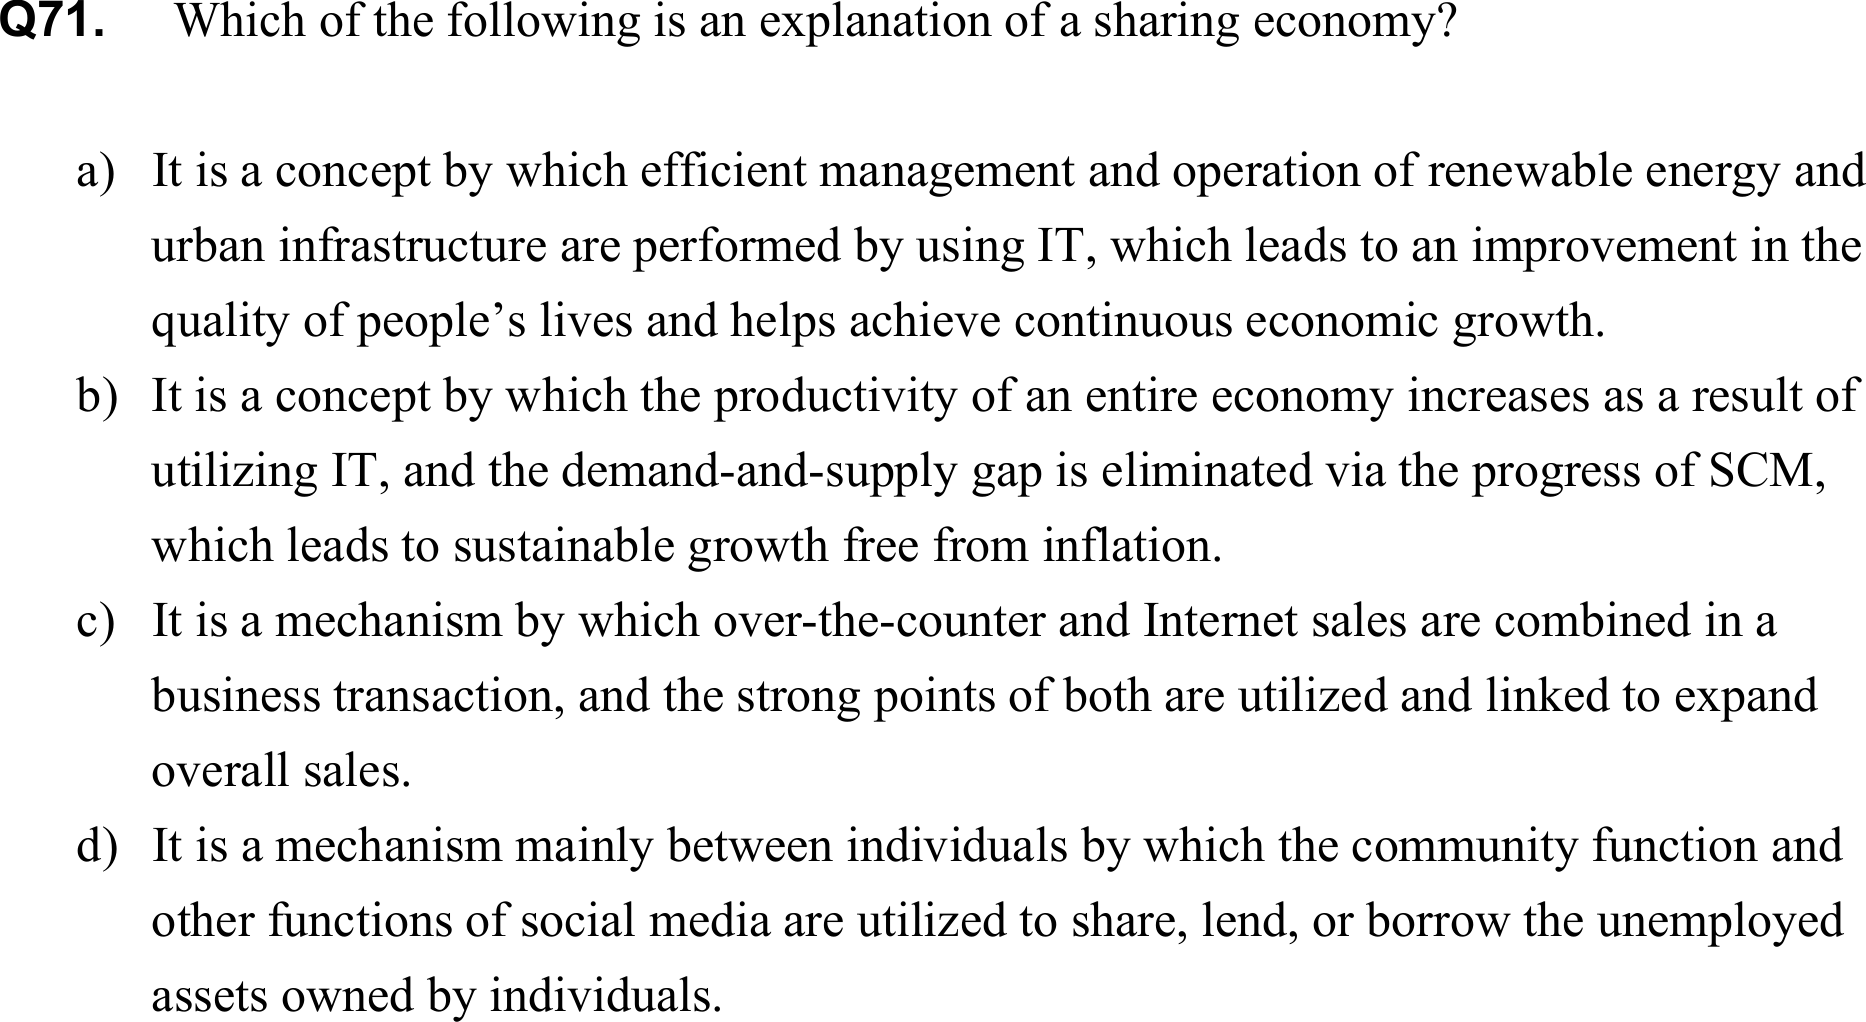 Q71. Which of the following is an explanation of a sharing economy?
a) It is a concept by which efficient management and operation of renewable energy and
urban infrastructure are performed by using IT, which leads to an improvement in the
quality of people’s lives and helps achieve continuous economic growth.
b) It is a concept by which the productivity of an entire economy increases as a result of
utilizing IT, and the demand-and-supply gap is eliminated via the progress of SCM,
which leads to sustainable growth free from inflation.
c) It is a mechanism by which over-the-counter and Internet sales are combined in a
business transaction, and the strong points of both are utilized and linked to expand
overall sales.
d) It is a mechanism mainly between individuals by which the community function and
other functions of social media are utilized to share, lend, or borrow the unemployed
assets owned by individuals.